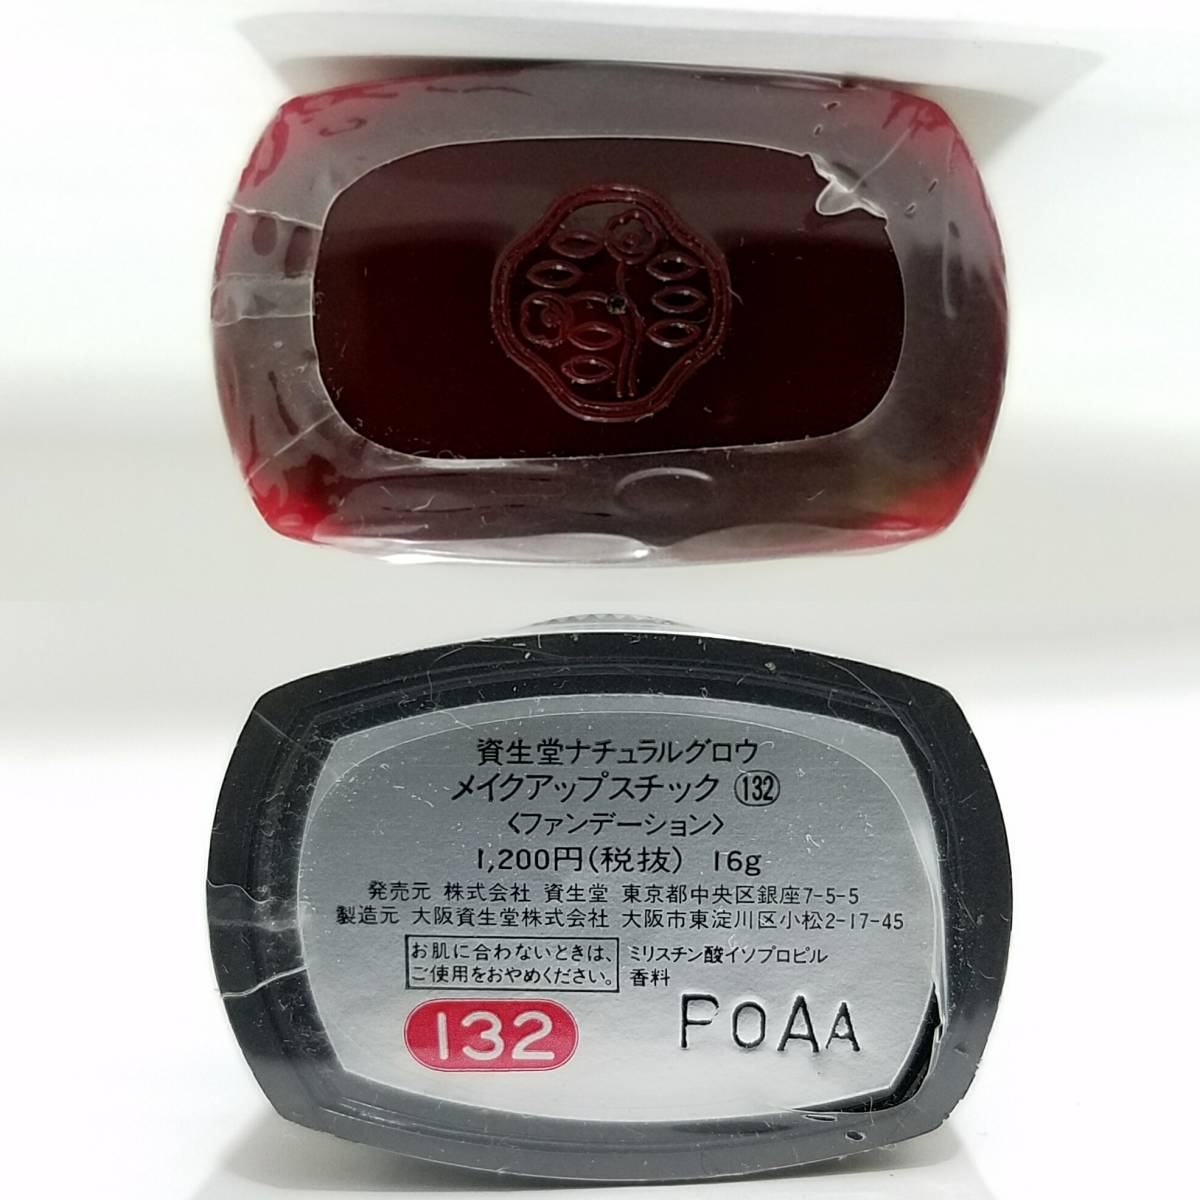 資生堂ナチュラルグロウ
メイクアップスチック 132
〈ファンデーション〉
1,200円(税抜) 16g
発売元 株式会社 資生堂 東京都中央区銀座7-5-5
製造元 大阪資生堂株式会社 大阪市東淀川区小松2-17-45
お肌に合わないときは、
ご使用をおやめください。
ミリスチン酸イソプロピル
香料
132
POAA